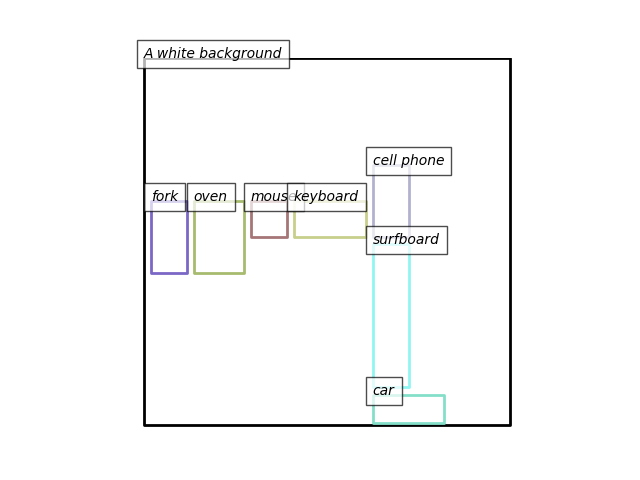 A white background
cell phone
fork
oven
mouse
keyboard
surfboard
car